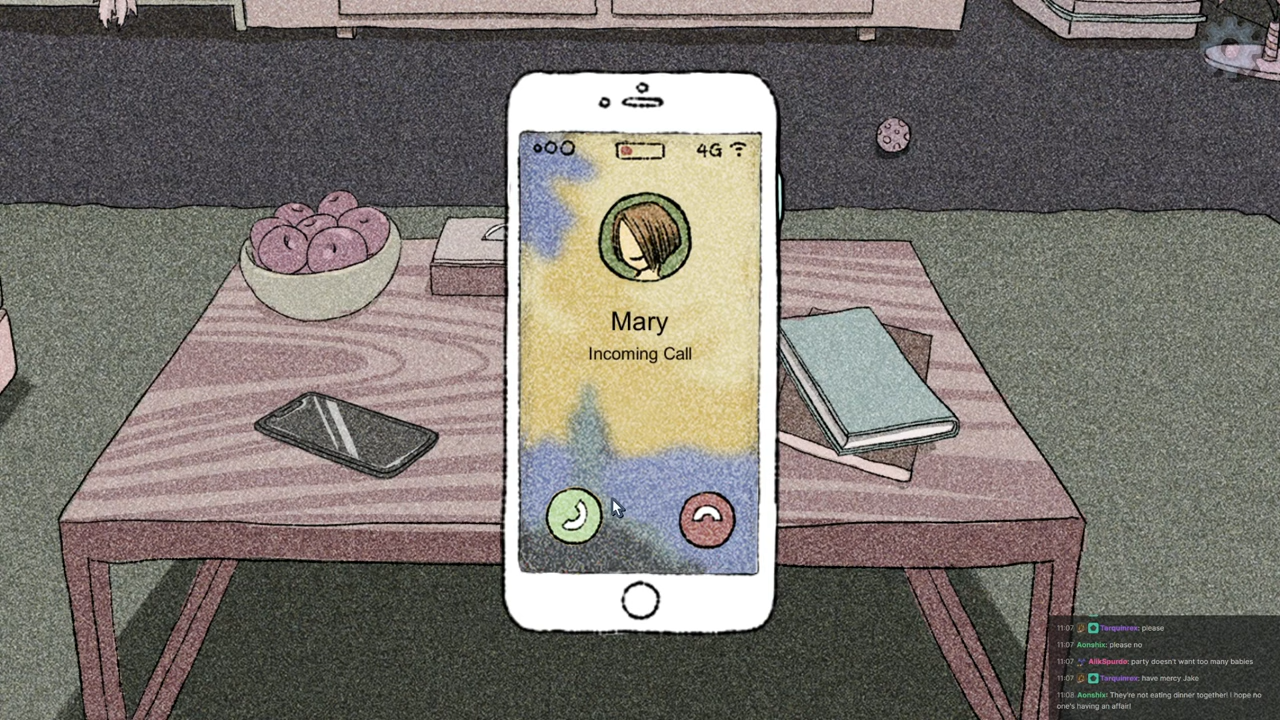 4G
Mary
Incoming Call
11:07 Tarquinrex: please
11:07 Aonshix: please no
11:07 AlikSpurdo: party doesn't want too many babies
11:07 Tarquinrex: have mercy Jake
11:08 Aonshix: They're not eating dinner together! I hope no
one's having an affair!